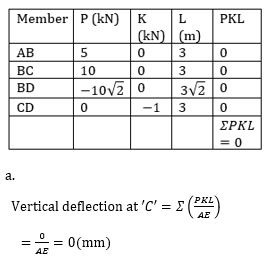 Member P (kN) K (kN) L (m) PKL
AB 5 0 3 0
BC 10 0 3 0
BD −10√2 0 3√2 0
CD 0 −1 3 0
ΣPKL = 0
a.
Vertical deflection at 'C' = Σ (PKL/AE)
= 0/AE = 0(mm)